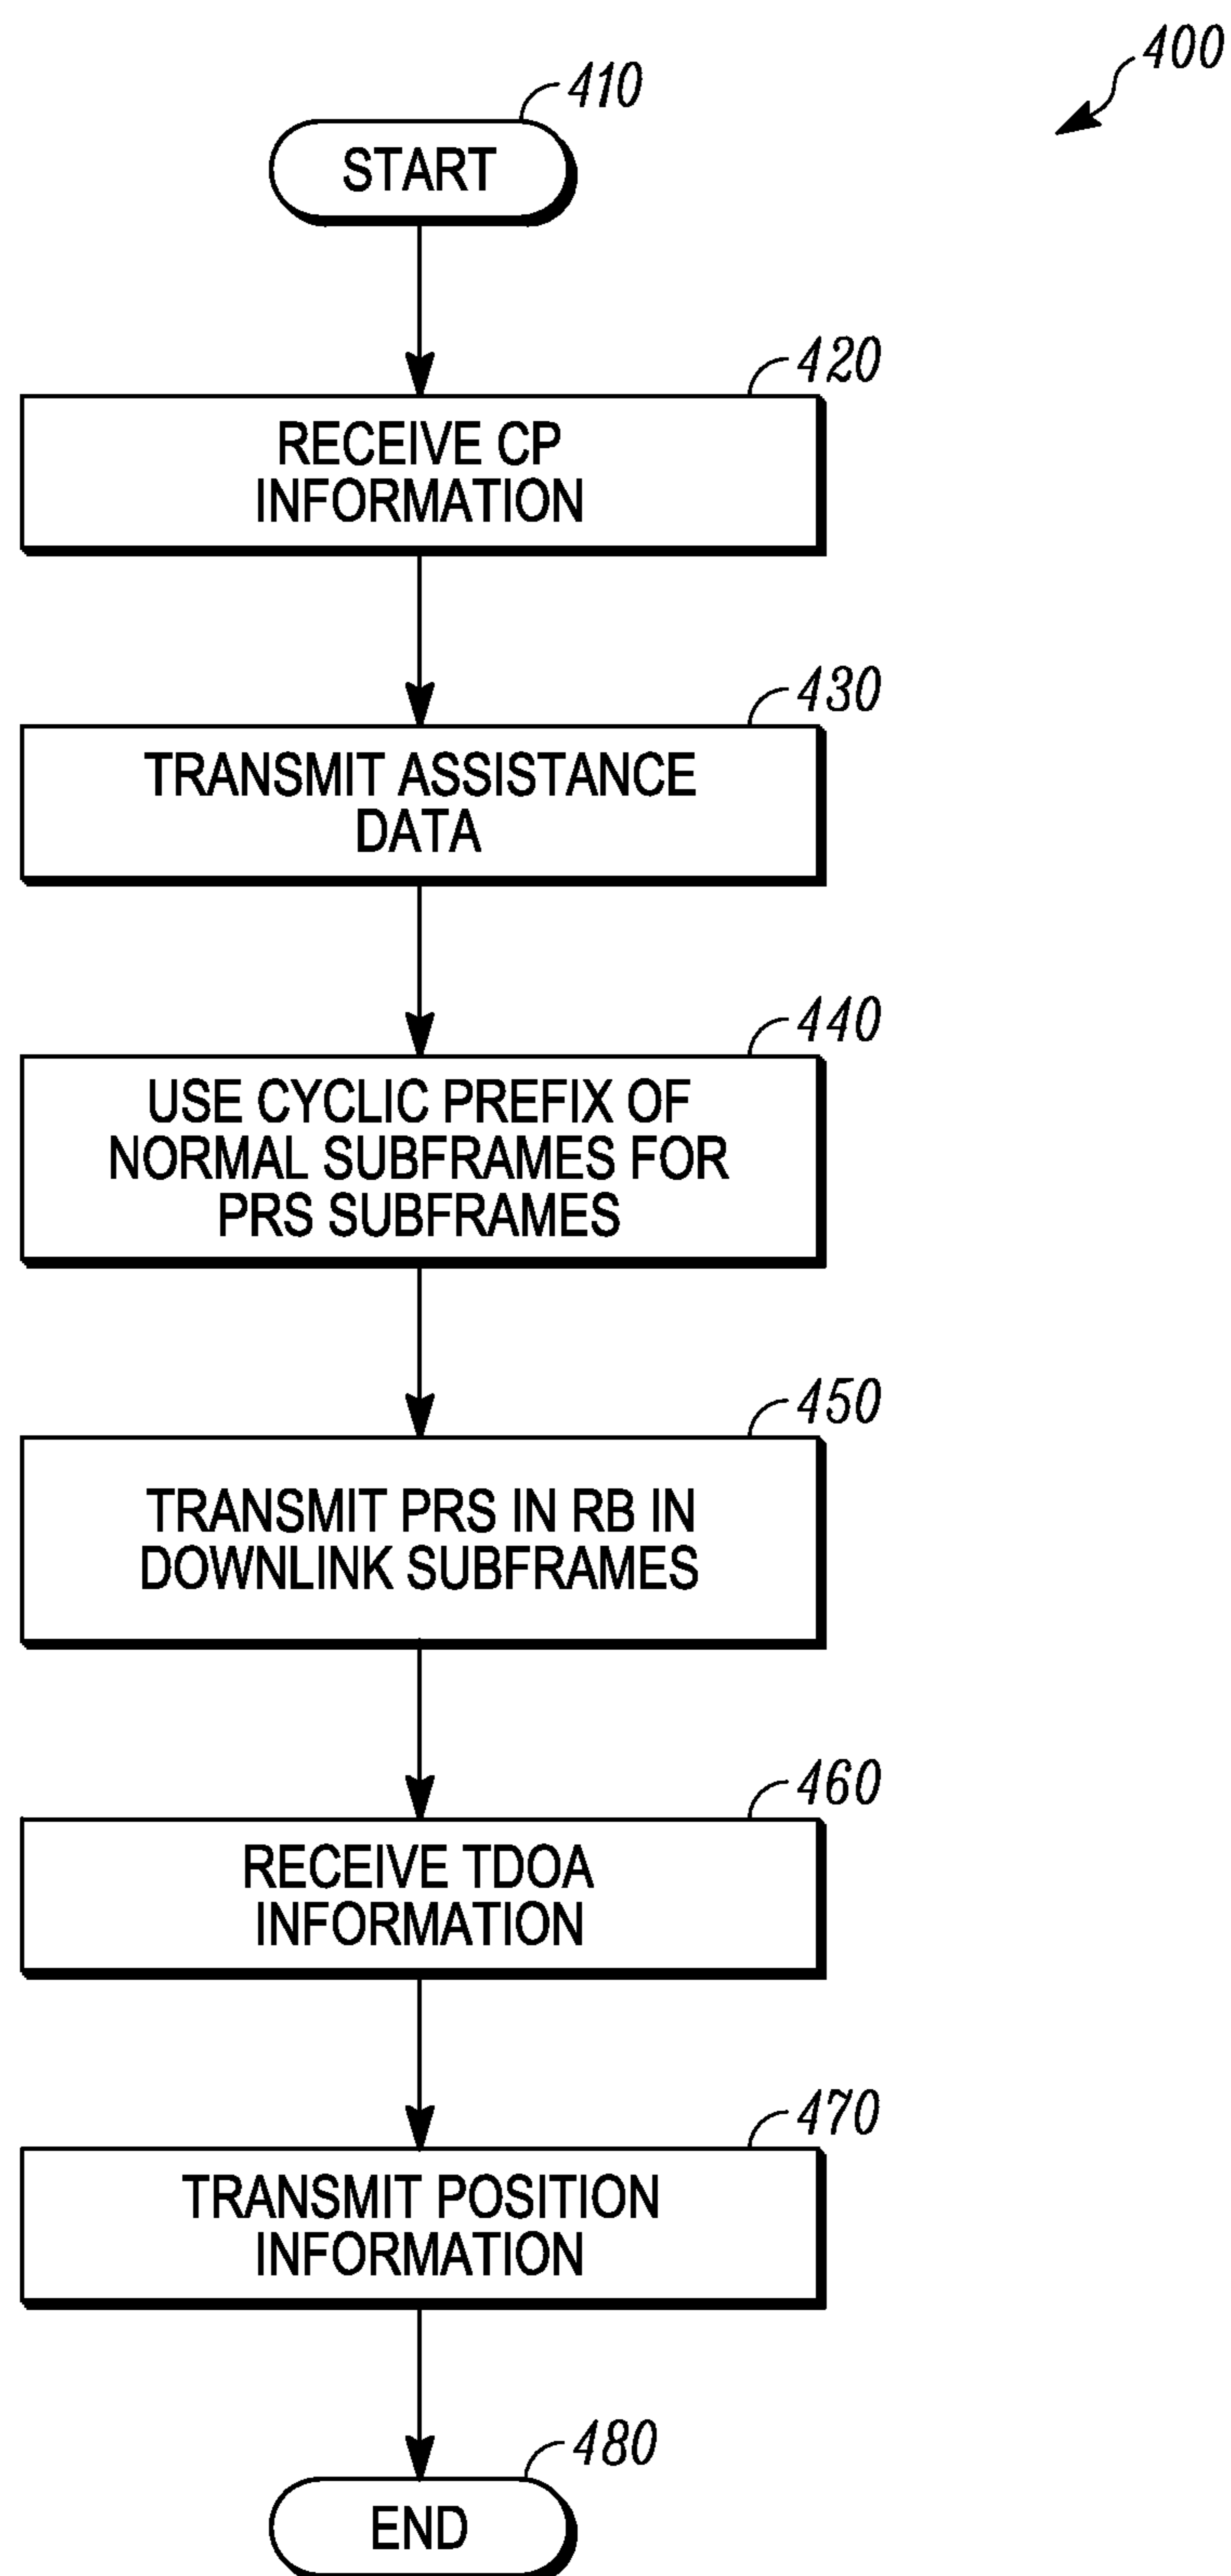 400
410
START
420
RECEIVE CP
INFORMATION
430
TRANSMIT ASSISTANCE
DATA
440
USE CYCLIC PREFIX OF
NORMAL SUBFRAMES FOR
PRS SUBFRAMES
450
TRANSMIT PRS IN RB IN
DOWNLINK SUBFRAMES
460
RECEIVE TDOA
INFORMATION
470
TRANSMIT POSITION
INFORMATION
480
END